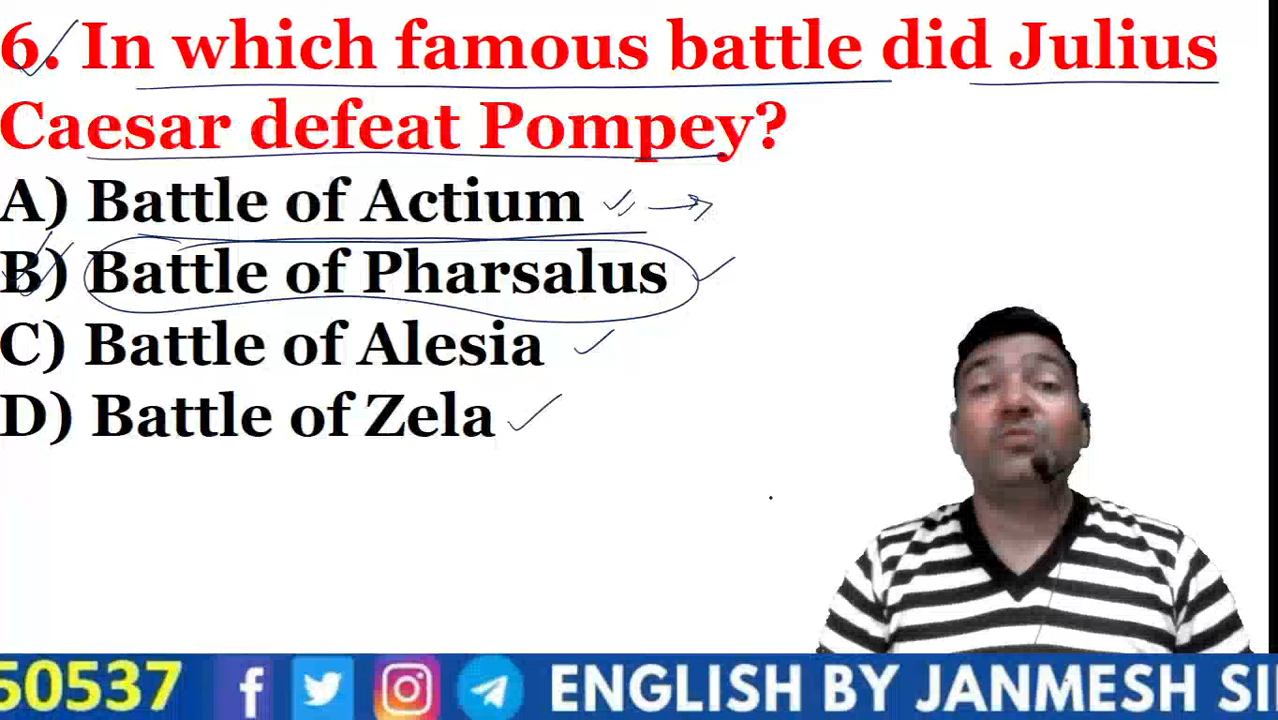 6. In which famous battle did Julius
Caesar defeat Pompey?
A) Battle of Actium
B) Battle of Pharsalus
C) Battle of Alesia
D) Battle of Zela
50537 ENGLISH BY JANMESH SI